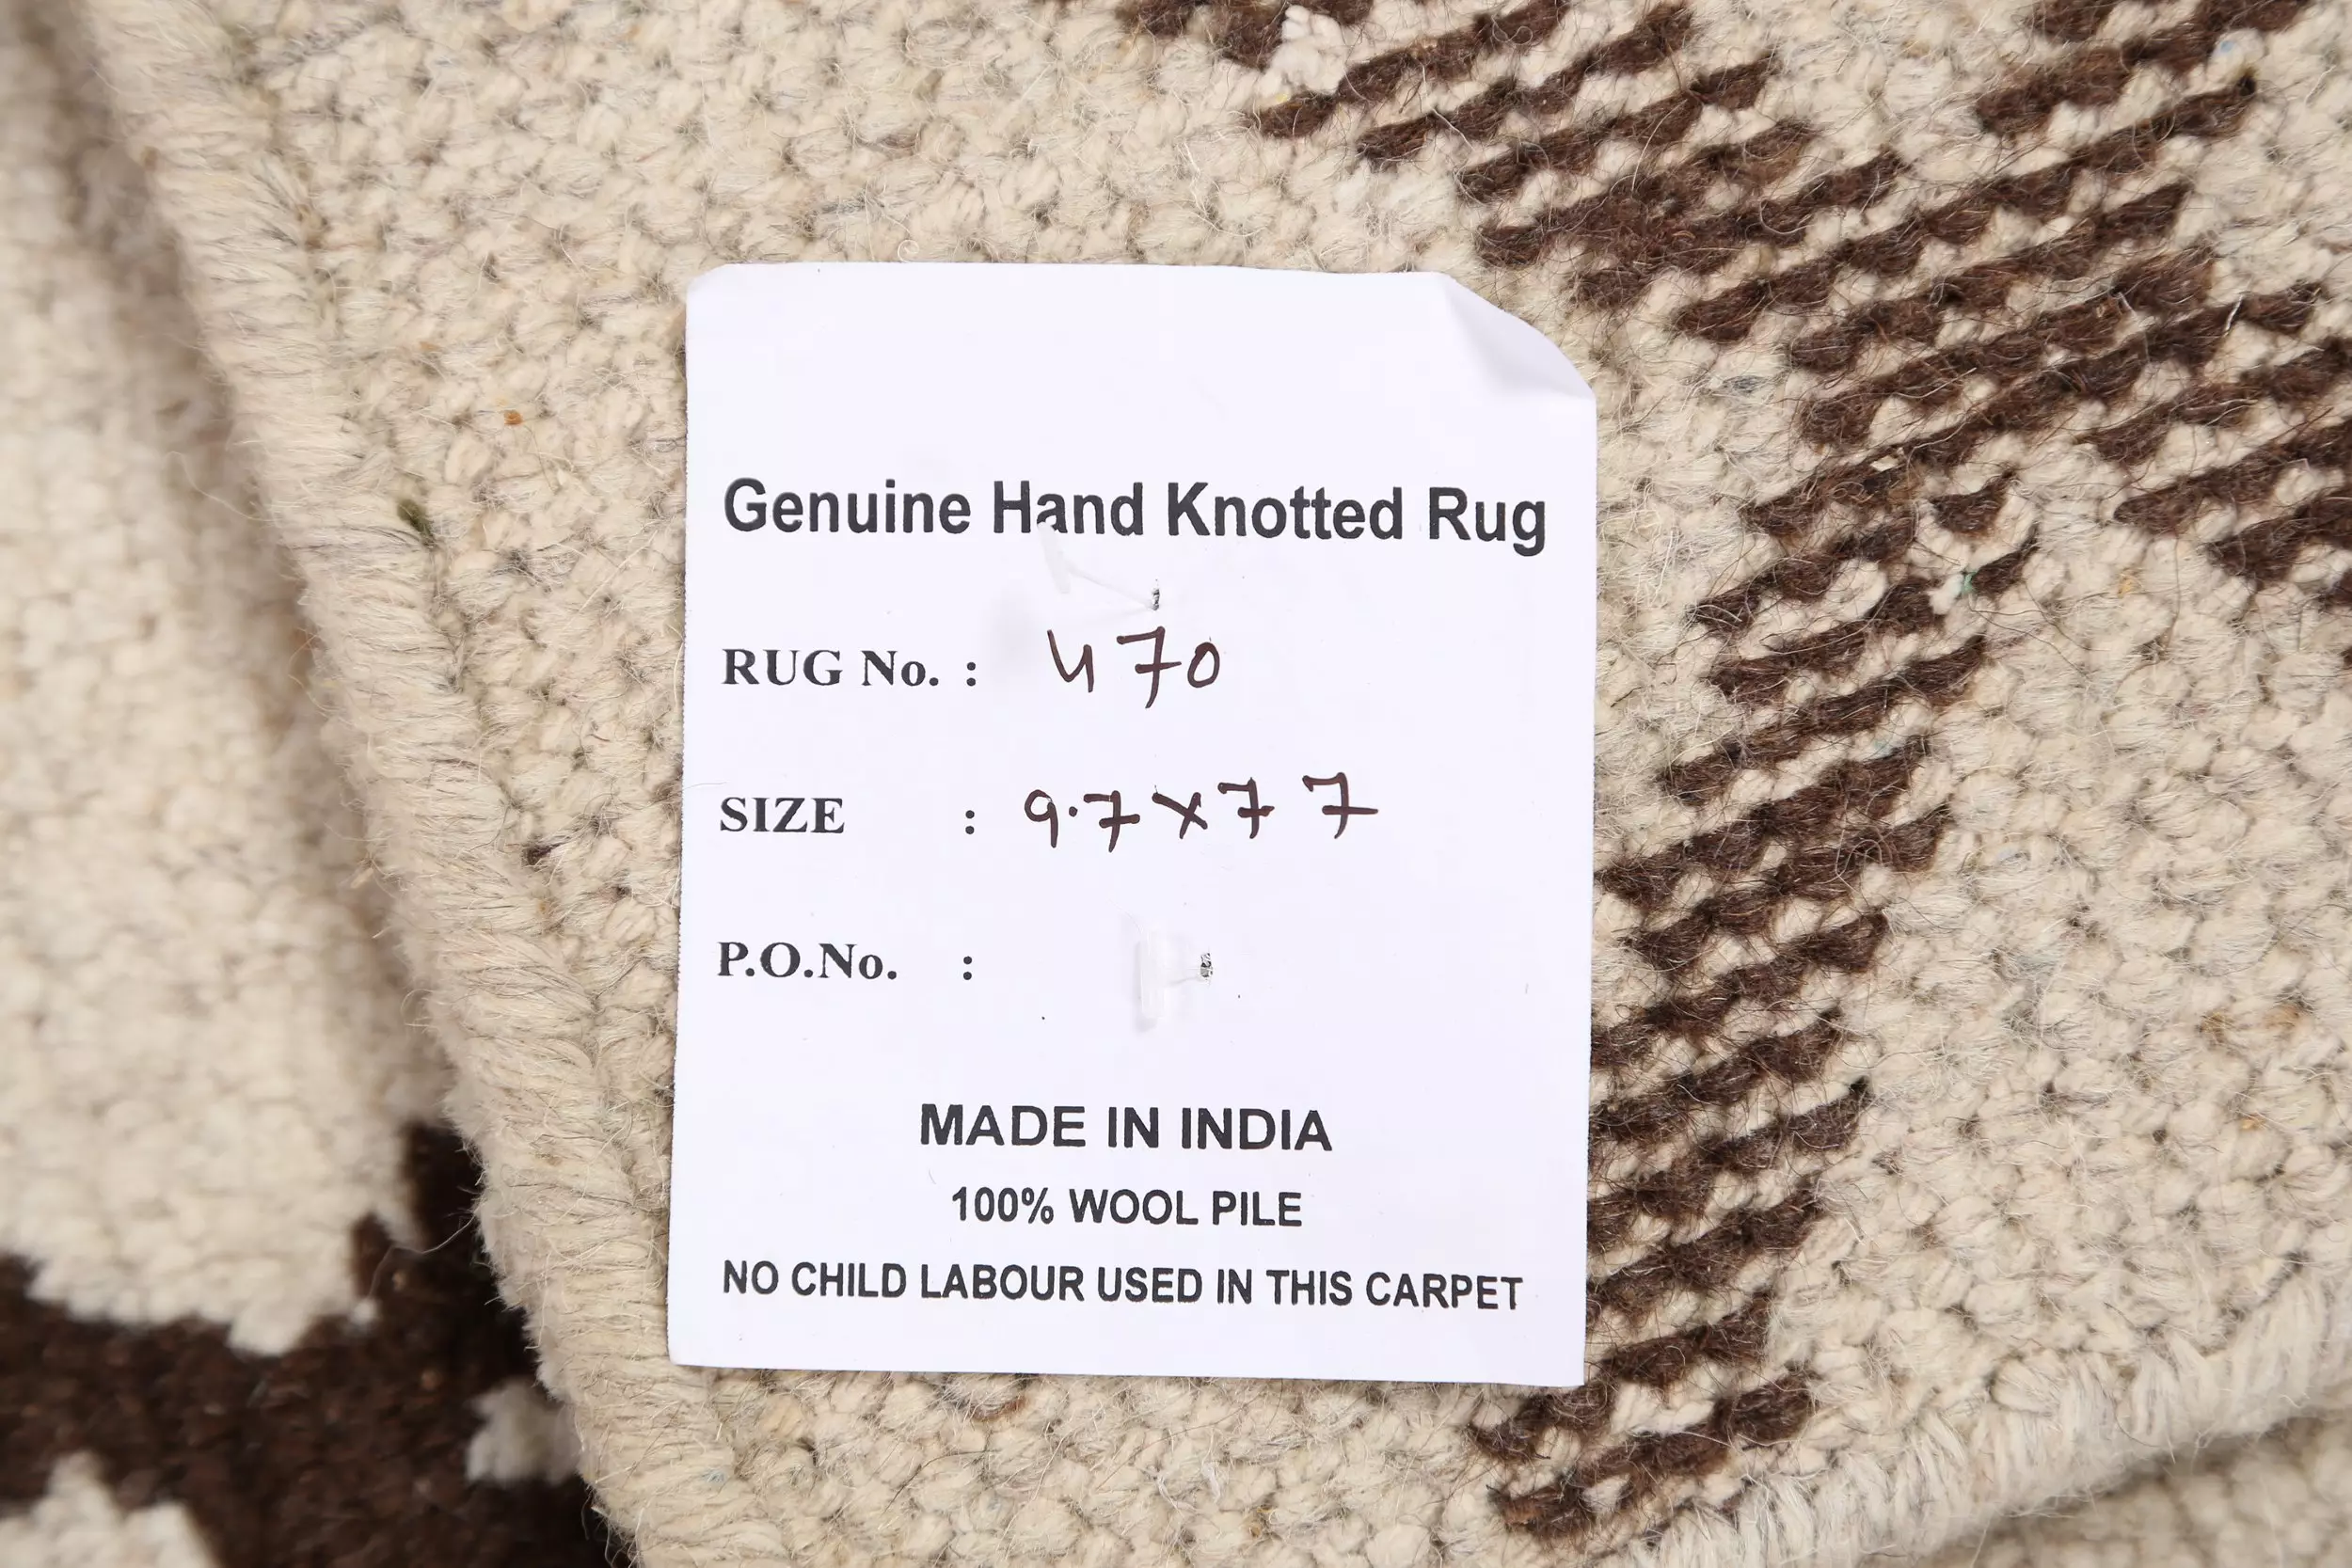 Genuine Hand Knotted Rug
RUG No. : 470
SIZE : 9.7x7 7
P.O.No. :
MADE IN INDIA
100% WOOL PILE
NO CHILD LABOUR USED IN THIS CARPET